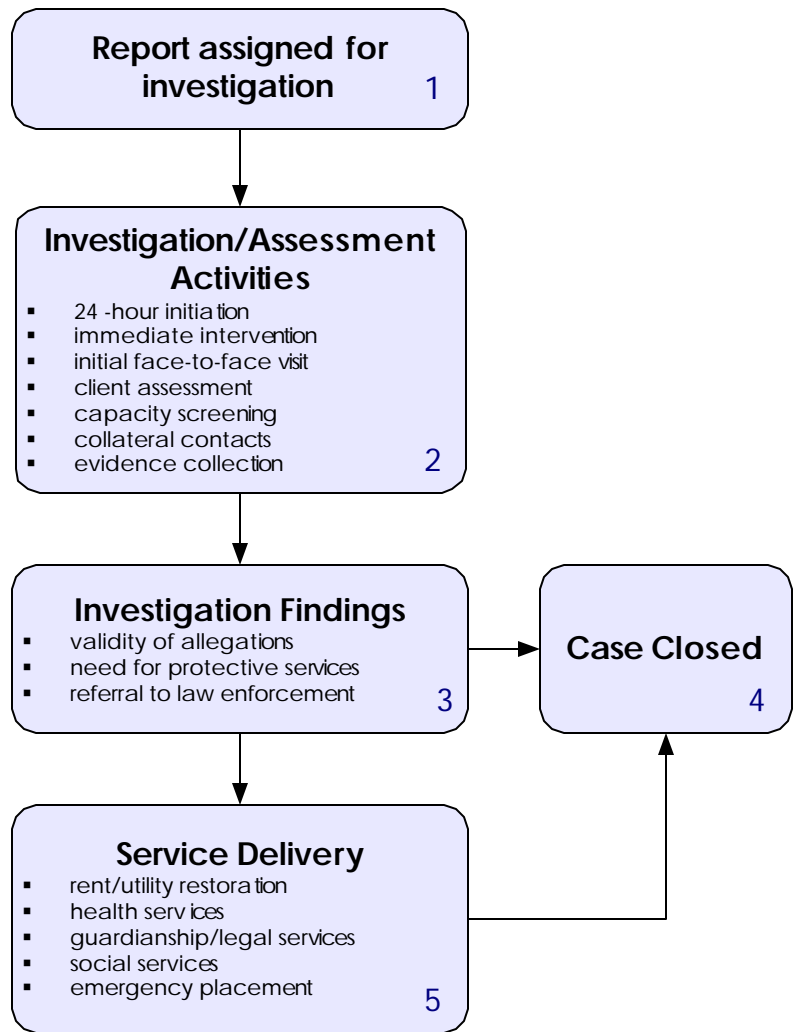 Report assigned for
investigation
1
Investigation/Assessment
Activities
▪ 24 -hour initiation
▪ immediate intervention
▪ initial face-to-face visit
▪ client assessment
▪ capacity screening
▪ collateral contacts
▪ evidence collection
2
Investigation Findings
▪ validity of allegations
▪ need for protective services
▪ referral to law enforcement
3
Case Closed
4
Service Delivery
▪ rent/utility restoration
▪ health services
▪ guardianship/legal services
▪ social services
▪ emergency placement
5